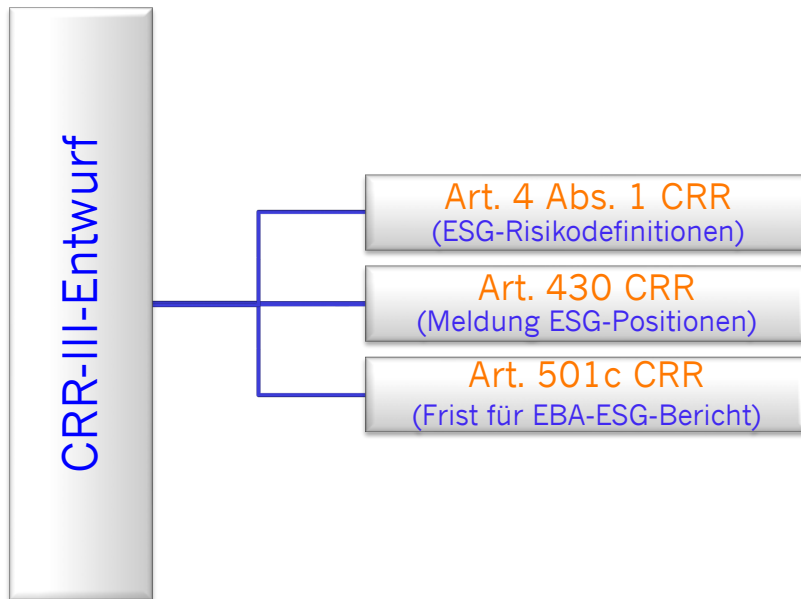 CRR-III-Entwurf
Art. 4 Abs. 1 CRR
(ESG-Risikodefinitionen)
Art. 430 CRR
(Meldung ESG-Positionen)
Art. 501c CRR
(Frist für EBA-ESG-Bericht)